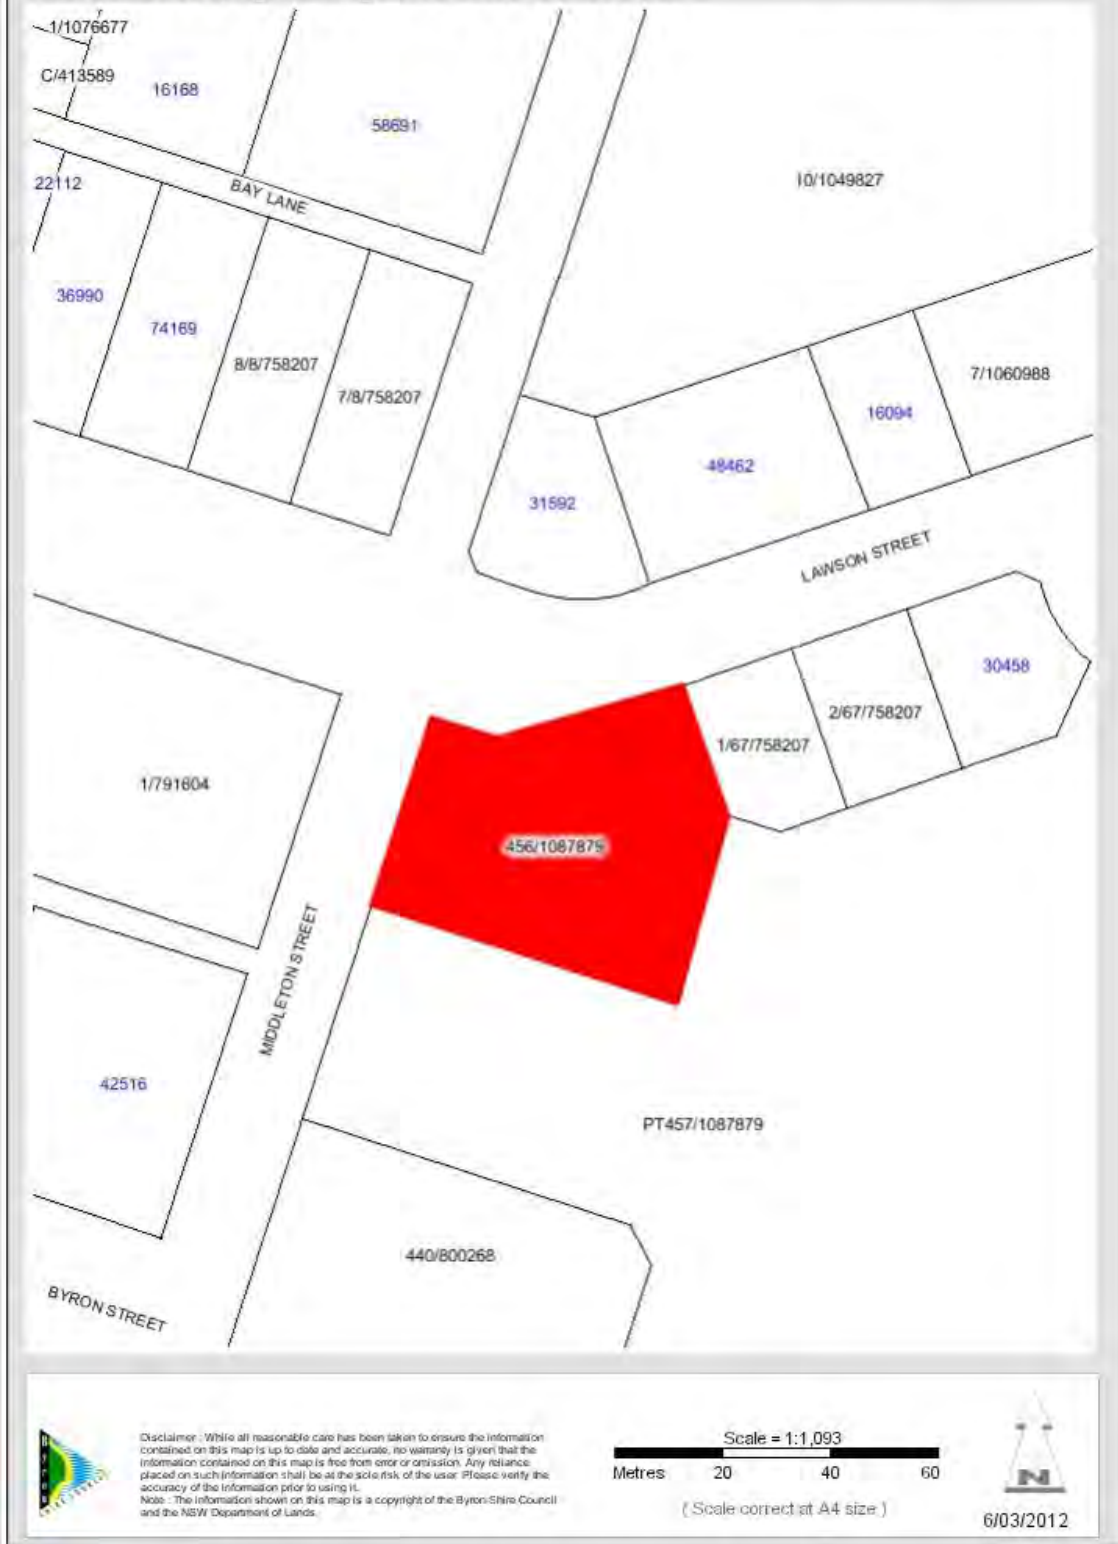 1/1076677
C/413589
16168
58691
10/1049827
22112
BAY LANE
36990
74169
8/8/758207
7/8/758207
7/1060988
16094
48462
31592
LAWSON STREET
30458
2/67/758207
1/67/758207
1/791604
456/1087879
MIDDLETON STREET
42516
PT457/1087879
440/800268
BYRON STREET
Byron
Disclaimer : While all reasonable care has been taken to ensure the information
contained on this map is up to date and accurate, no warranty is given that the
information contained on this map is free from error or omission. Any reliance
placed on such information shall be at the sole risk of the user. Please verify the
accuracy of the information prior to using it.
Note : The information shown on this map is a copyright of the Byron Shire Council
and the NSW Department of Lands.
Scale = 1:1,093
Metres 20 40 60
( Scale correct at A4 size )
N
6/03/2012